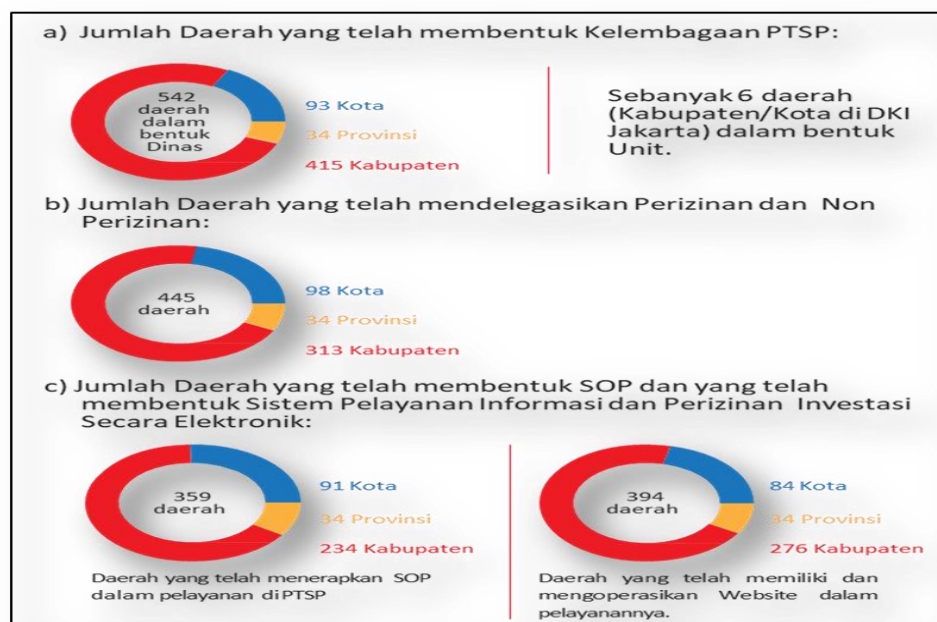 a) Jumlah Daerah yang telah membentuk Kelembagaan PTSP:
542
daerah
dalam
bentuk
Dinas
93 Kota
34 Provinsi
415 Kabupaten
Sebanyak 6 daerah
(Kabupaten/Kota di DKI
Jakarta) dalam bentuk
Unit.
b) Jumlah Daerah yang telah mendelegasikan Perizinan dan Non
Perizinan:
445
daerah
98 Kota
34 Provinsi
313 Kabupaten
c) Jumlah Daerah yang telah membentuk SOP dan yang telah
membentuk Sistem Pelayanan Informasi dan Perizinan Investasi
Secara Elektronik:
359
daerah
91 Kota
34 Provinsi
234 Kabupaten
Daerah yang telah menerapkan SOP
dalam pelayanan di PTSP
394
daerah
84 Kota
34 Provinsi
276 Kabupaten
Daerah yang telah memiliki dan
mengoperasikan Website dalam
pelayanannya.